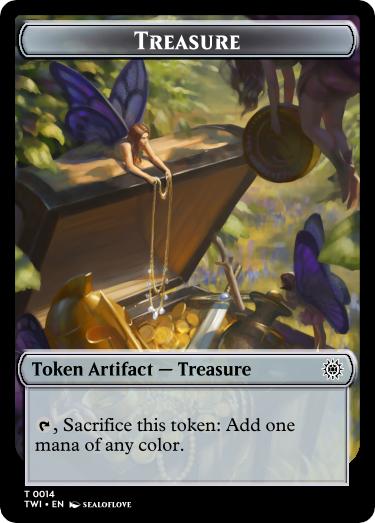 Treasure
Token Artifact — Treasure
, Sacrifice this token: Add one
mana of any color.
T 0014
TWI • EN SEALOFLOVE